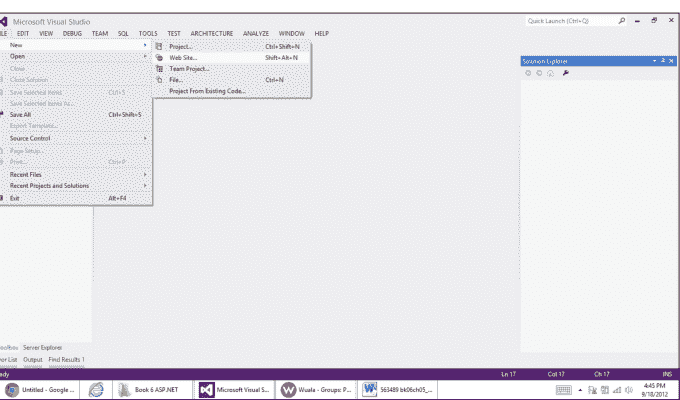 Microsoft Visual Studio
Quick Launch (Ctrl+Q)
LE EDIT VIEW DEBUG TEAM SQL TOOLS TEST ARCHITECTURE ANALYZE WINDOW HELP
New
Project... Ctrl+Shift+N
Open
Web Site... Shift+Alt+N
Close
Team Project...
Close Solution
File... Ctrl+N
Save Selected Items Ctrl+S
Project From Existing Code...
Save Selected Items As...
Save All Ctrl+Shift+S
Export Template...
Source Control
Page Setup...
Print... Ctrl+P
Recent Files
Recent Projects and Solutions
Exit Alt+F4
Solution Explorer
Server Explorer
ror List Output Find Results 1
ady
Ln 17 Col 17 Ch 17 INS
Untitled - Google ...
Book 6 ASP.NET
Microsoft Visual S...
Wuala - Groups: P...
563489 bk06ch05_...
4:45 PM
9/18/2012